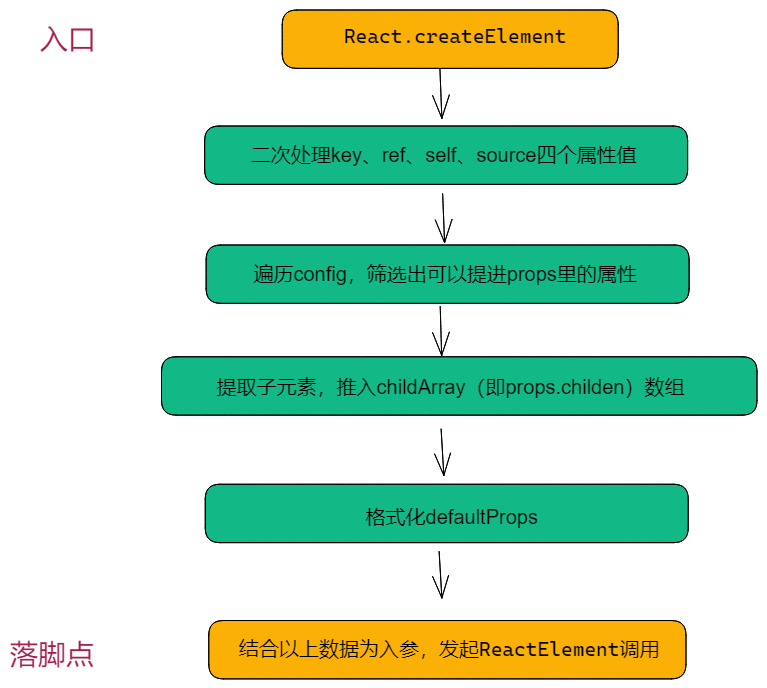 入口
React.createElement
二次处理key、ref、self、source四个属性值
遍历config，筛选出可以提进props里的属性
提取子元素，推入childArray（即props.childen）数组
格式化defaultProps
落脚点
结合以上数据为入参，发起ReactElement调用